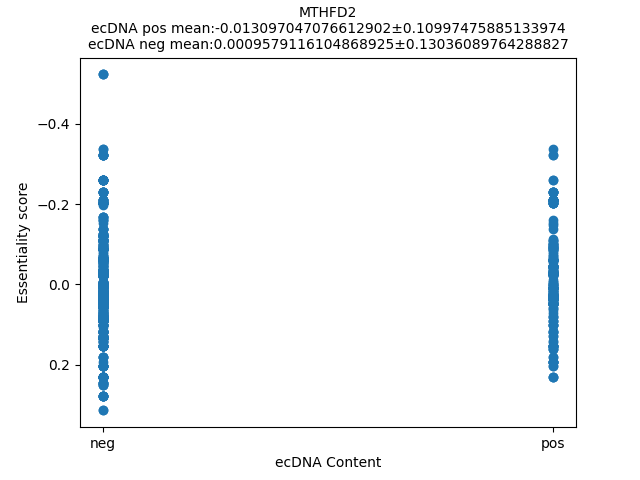 MTHFD2
ecDNA pos mean:-0.013097047076612902±0.10997475885133974
ecDNA neg mean:0.0009579116104868925±0.13036089764288827
−0.4
−0.2
0.0
0.2
Essentiality score
neg
pos
ecDNA Content